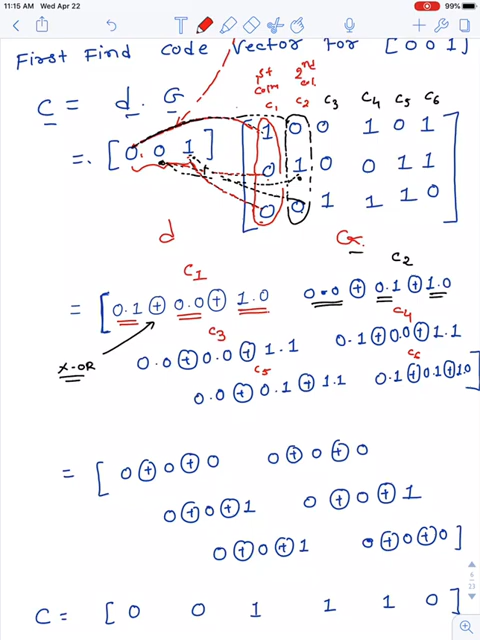 11:15 AM Wed Apr 22 99%
First Find Code Vector for [001]
1st colm 2nd col.
c1 c2 c3 c4 c5 c6
C = d . G
=. [0.0 1] [1 0 0 1 0 1
0 1 0 0 1 1
0 0 1 1 1 0]
d G
C1 C2
= [0.1 ⊕ 0.0 ⊕ 1.0 0.0 ⊕ 0.1 ⊕ 1.0
C3 C4
X-OR 0.0 ⊕ 0.0 ⊕ 1.1 0.1 ⊕ 0.0 ⊕ 1.1
C5 C6
0.0 ⊕ 0.1 ⊕ 1.1 0.1 ⊕ 0.1 ⊕ 1.0]
= [0 ⊕ 0 ⊕ 0 0 ⊕ 0 ⊕ 0
0 ⊕ 0 ⊕ 1 0 ⊕ 0 ⊕ 1
0 ⊕ 0 ⊕ 1 0 ⊕ 0 ⊕ 0]
6
23
C = [0 0 1 1 1 0]